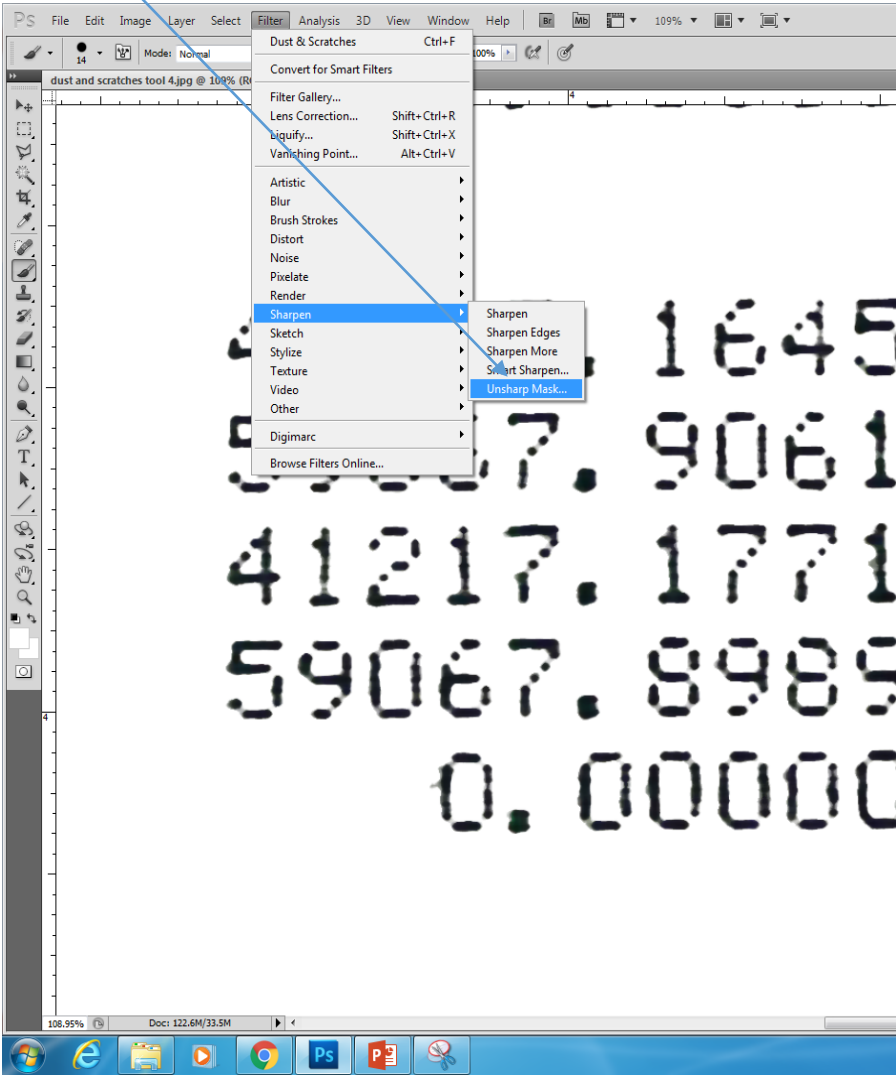 Ps File Edit Image Layer Select Filter Analysis 3D View Window Help Br Mb 109%
14 Mode: Normal 100%
dust and scratches tool 4.jpg @ 109%
Dust & Scratches Ctrl+F
Convert for Smart Filters
Filter Gallery...
Lens Correction... Shift+Ctrl+R
Liquify... Shift+Ctrl+X
Vanishing Point... Alt+Ctrl+V
Artistic
Blur
Brush Strokes
Distort
Noise
Pixelate
Render
Sharpen
Sketch
Stylize
Texture
Video
Other
Digimarc
Browse Filters Online...
Sharpen
Sharpen Edges
Sharpen More
Smart Sharpen...
Unsharp Mask...
4
4
1645
9061
41217. 1771
59067. 8989
0. 0000
108.95% Doc: 122.6M/33.5M
Ps P